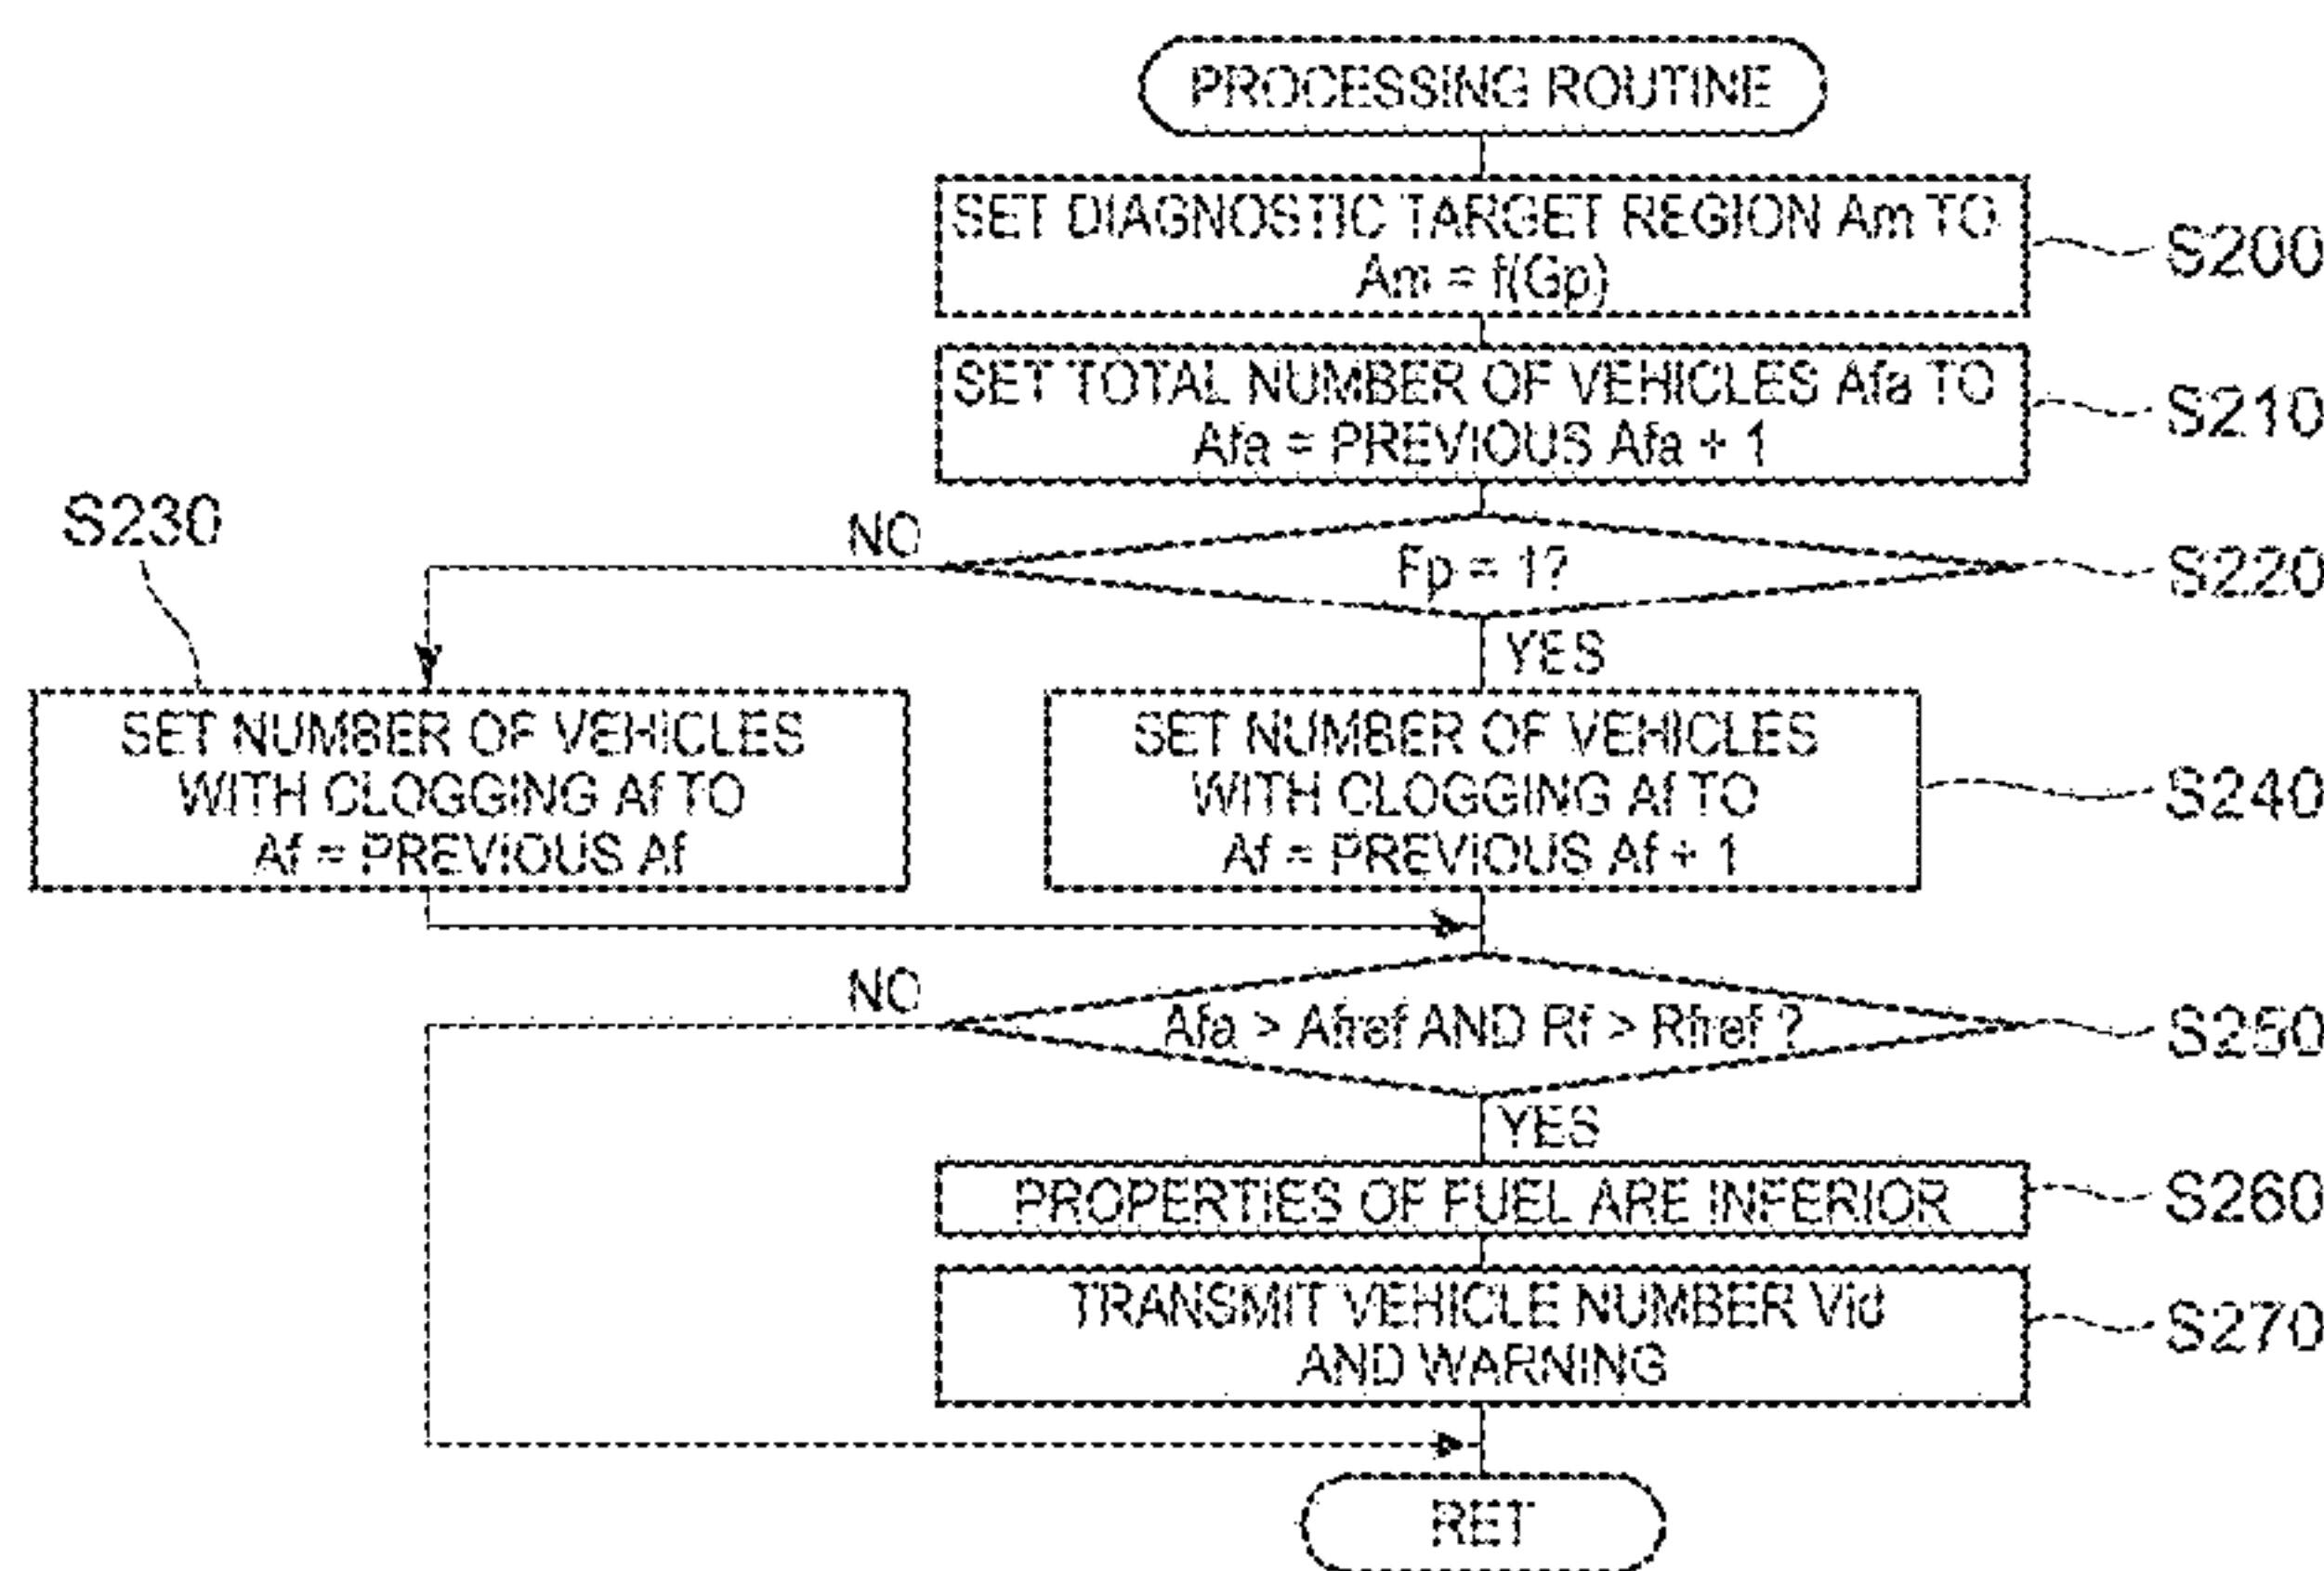 PROCESSING ROUTINE
SET DIAGNOSTIC TARGET REGION Am TO
Am = f(Gp)
S200
SET TOTAL NUMBER OF VEHICLES Afa TO
Afa = PREVIOUS Afa + 1
S210
S230
NO
Fp = 1?
S220
YES
SET NUMBER OF VEHICLES
WITH CLOGGING Af TO
Af = PREVIOUS Af
SET NUMBER OF VEHICLES
WITH CLOGGING Af TO
Af = PREVIOUS Af + 1
S240
NO
Afa > Afref AND Rf > Rfref ?
S250
YES
PROPERTIES OF FUEL ARE INFERIOR
S260
TRANSMIT VEHICLE NUMBER Vid
AND WARNING
S270
RET